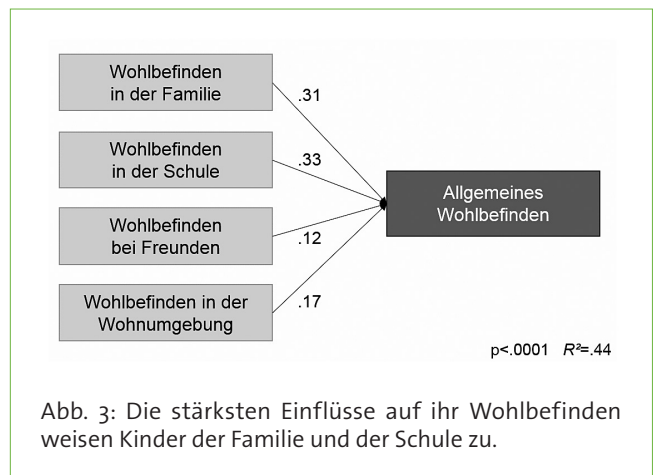 Wohlbefinden
in der Familie
.31
Wohlbefinden
in der Schule
.33
Allgemeines
Wohlbefinden
Wohlbefinden
bei Freunden
.12
Wohlbefinden in der
Wohnumgebung
.17
p<.0001 R²=.44
Abb. 3: Die stärksten Einflüsse auf ihr Wohlbefinden
weisen Kinder der Familie und der Schule zu.